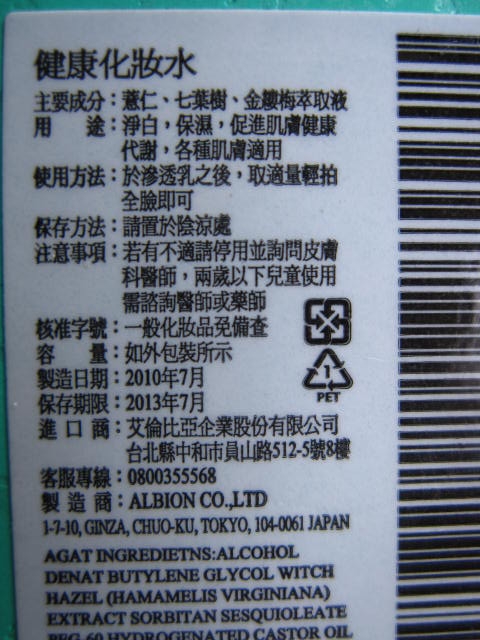 健康化妝水
主要成分：薏仁、七葉樹、金鏤梅萃取液
用 途：淨白，保濕，促進肌膚健康
代謝，各種肌膚適用
使用方法：於滲透乳之後，取適量輕拍
全臉即可
保存方法：請置於陰涼處
注意事項：若有不適請停用並詢問皮膚
科醫師，兩歲以下兒童使用
需諮詢醫師或藥師
核准字號：一般化妝品免備查
容 量：如外包裝所示
製造日期：2010年7月
保存期限：2013年7月
進 口 商：艾倫比亞企業股份有限公司
台北縣中和市員山路512-5號8樓
客服專線：0800355568
製 造 商：ALBION CO.,LTD
1-7-10, GINZA, CHUO-KU, TOKYO, 104-0061 JAPAN
AGAT INGREDIETNS:ALCOHOL
DENAT BUTYLENE GLYCOL WITCH
HAZEL (HAMAMELIS VIRGINIANA)
EXTRACT SORBITAN SESQUIOLEATE
PEG-60 HYDROGENATED CASTOR OIL
1
PET